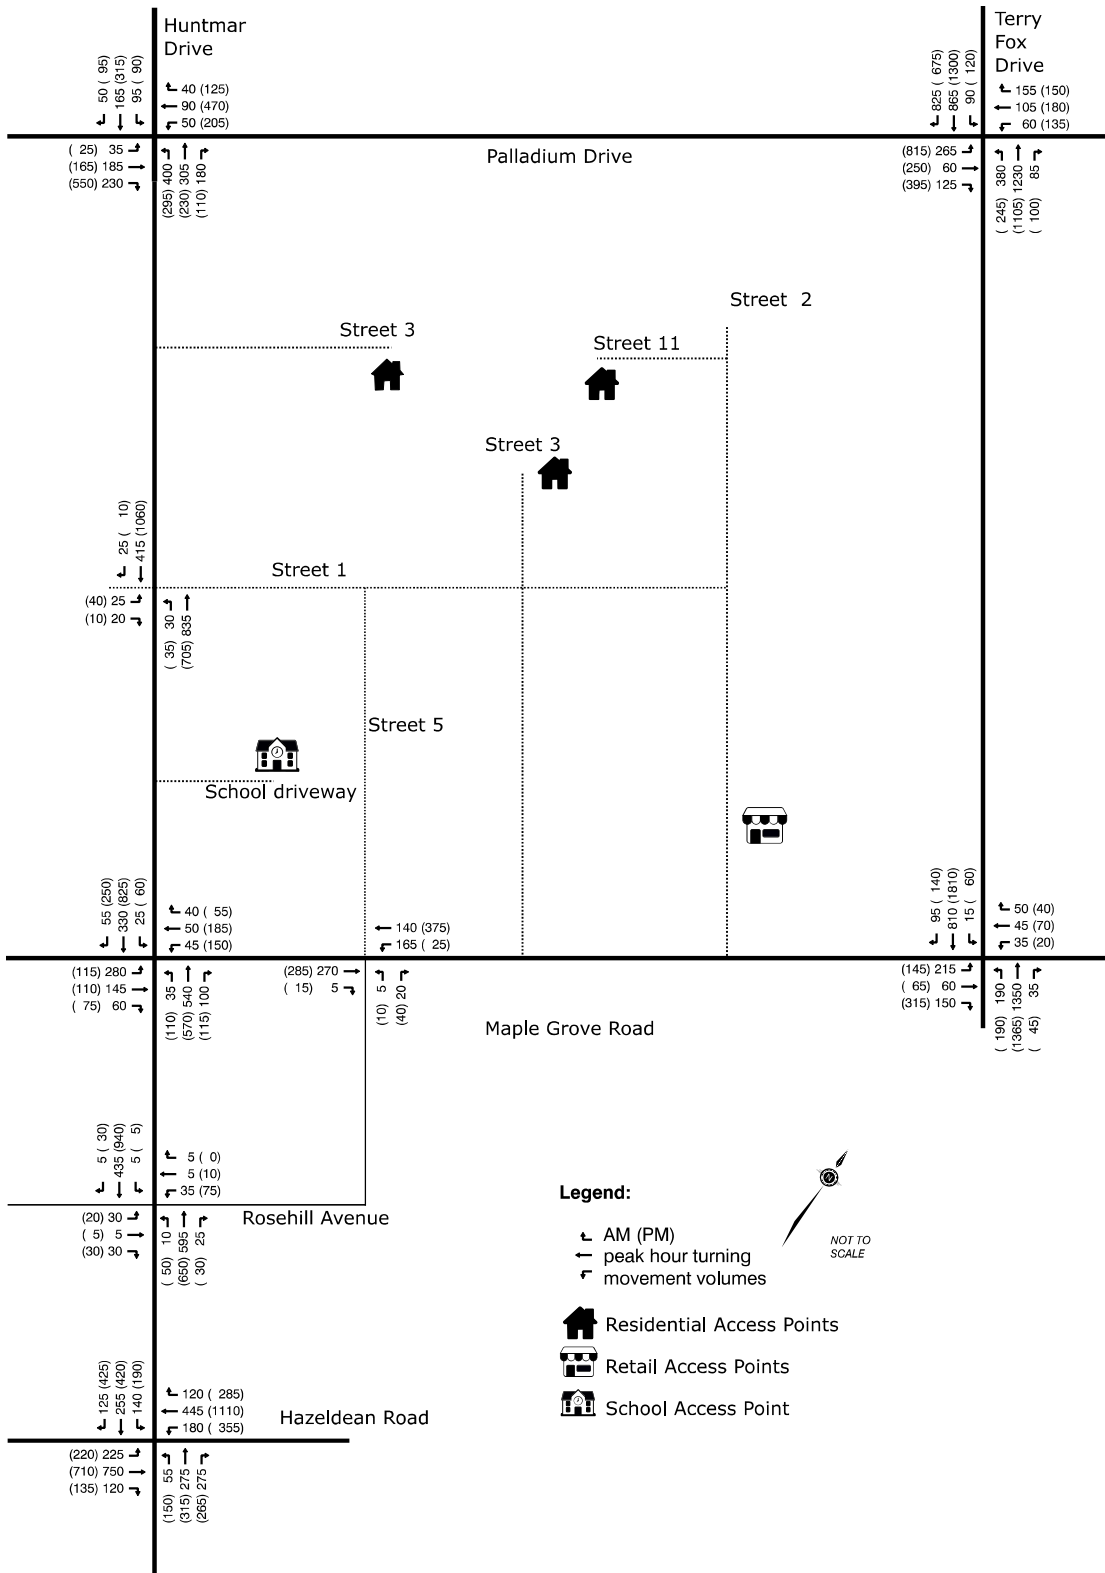 Huntmar
Drive
Terry
Fox
Drive
50 ( 95)
165 (315)
95 ( 90)
40 (125)
90 (470)
50 (205)
825 ( 675)
865 (1300)
90 ( 120)
155 (150)
105 (180)
60 (135)
( 25) 35
(165) 185
(550) 230
(295) 400
(230) 305
(110) 180
Palladium Drive
(815) 265
(250) 60
(395) 125
( 245) 380
(1105) 1230
( 100) 85
Street 2
Street 3
Street 11
Street 3
25 ( 10)
415 (1060)
Street 1
(40) 25
(10) 20
( 35) 30
(705) 835
Street 5
School driveway
55 (250)
330 (825)
25 ( 60)
40 ( 55)
50 (185)
45 (150)
140 (375)
165 ( 25)
95 ( 140)
810 (1810)
15 ( 60)
50 (40)
45 (70)
35 (20)
(115) 280
(110) 145
( 75) 60
(110) 35
(570) 540
(115) 100
(285) 270
( 15) 5
(10) 5
(40) 20
Maple Grove Road
(145) 215
( 65) 60
(315) 150
( 190) 190
(1365) 1350
( 45) 35
5 ( 30)
435 (940)
5 ( 5)
5 ( 0)
5 (10)
35 (75)
Rosehill Avenue
(20) 30
( 5) 5
(30) 30
( 50) 10
(650) 595
( 30) 25
Legend:
AM (PM)
peak hour turning
movement volumes
NOT TO
SCALE
Residential Access Points
Retail Access Points
School Access Point
125 (425)
255 (420)
140 (190)
120 ( 285)
445 (1110)
180 ( 355)
Hazeldean Road
(220) 225
(710) 750
(135) 120
(150) 55
(315) 275
(265) 275